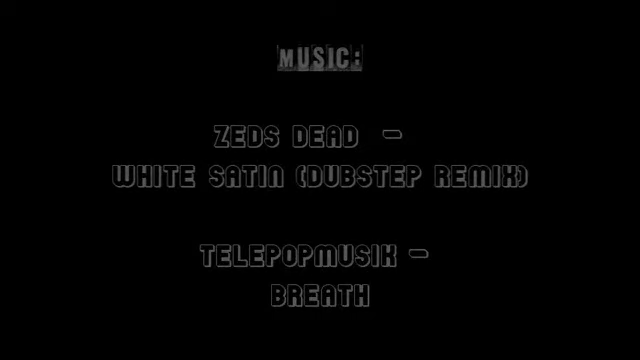 MUSIC:
ZEDS DEAD -
WHITE SATIN (DUBSTEP REMIX)
TELEPOPMUSIK -
BREATH